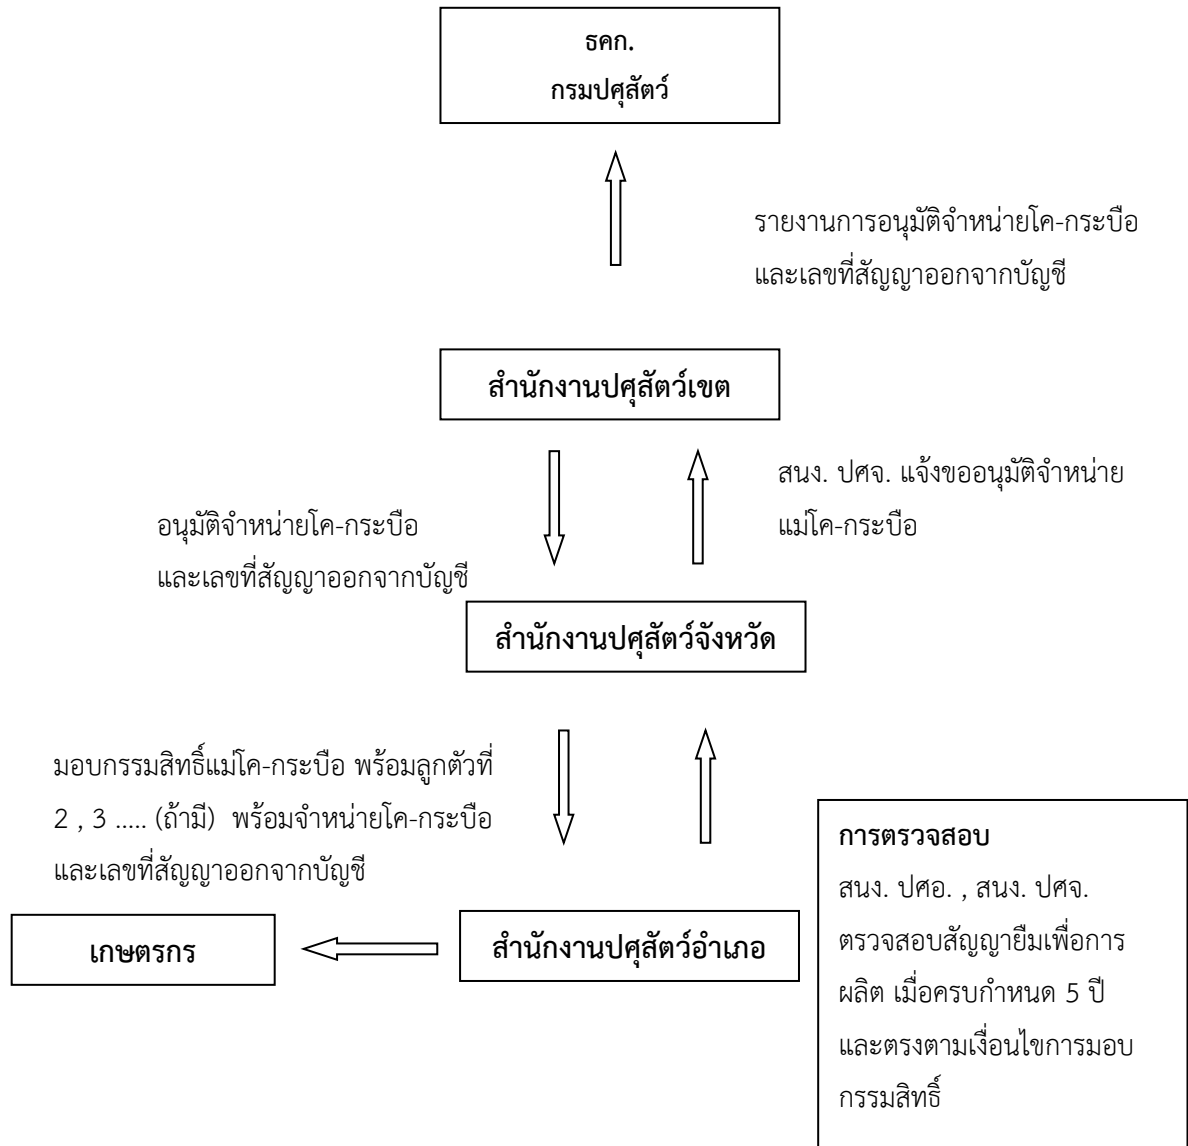 ธคก.
กรมปศุสัตว์
รายงานการอนุมัติจำหน่ายโค-กระบือ
และเลขที่สัญญาออกจากบัญชี
สำนักงานปศุสัตว์เขต
สนง. ปศจ. แจ้งขออนุมัติจำหน่าย
แม่โค-กระบือ
อนุมัติจำหน่ายโค-กระบือ
และเลขที่สัญญาออกจากบัญชี
สำนักงานปศุสัตว์จังหวัด
มอบกรรมสิทธิ์แม่โค-กระบือ พร้อมลูกตัวที่
2 , 3 ..... (ถ้ามี) พร้อมจำหน่ายโค-กระบือ
และเลขที่สัญญาออกจากบัญชี
เกษตรกร
สำนักงานปศุสัตว์อำเภอ
การตรวจสอบ
สนง. ปศอ. , สนง. ปศจ.
ตรวจสอบสัญญายืมเพื่อการ
ผลิต เมื่อครบกำหนด 5 ปี
และตรงตามเงื่อนไขการมอบ
กรรมสิทธิ์